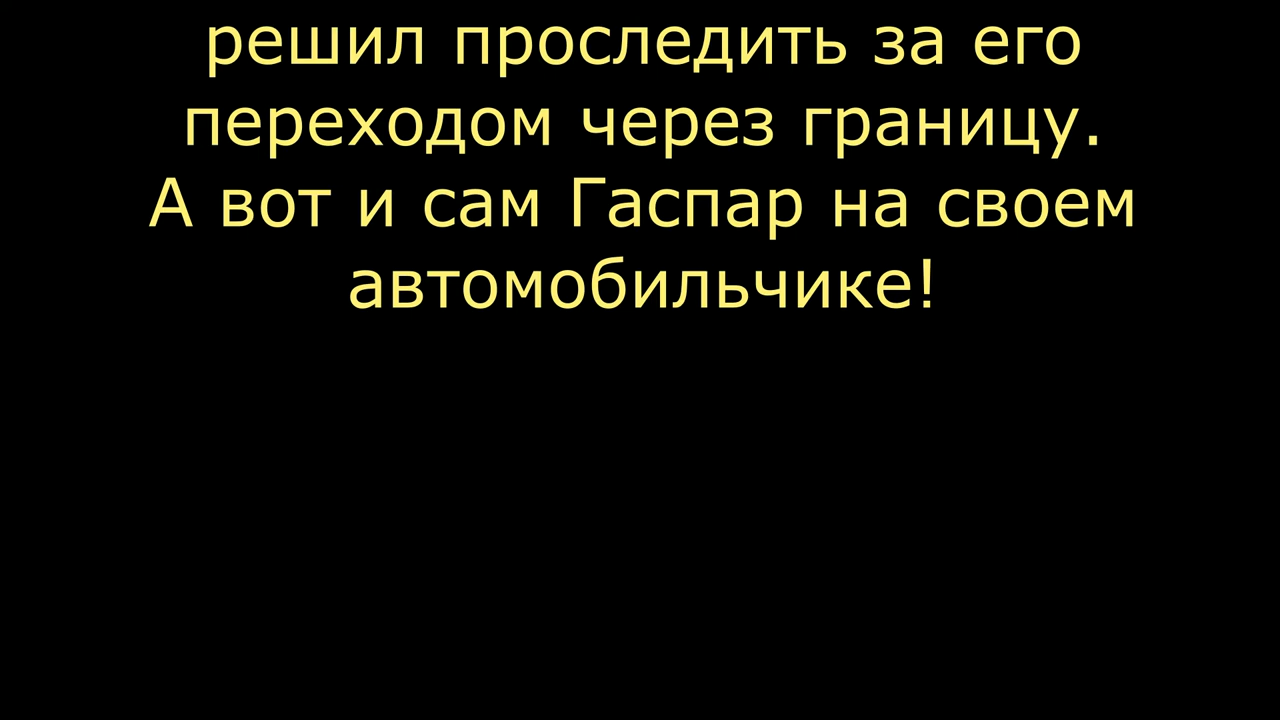 решил проследить за его
переходом через границу.
А вот и сам Гаспар на своем
автомобильчике!